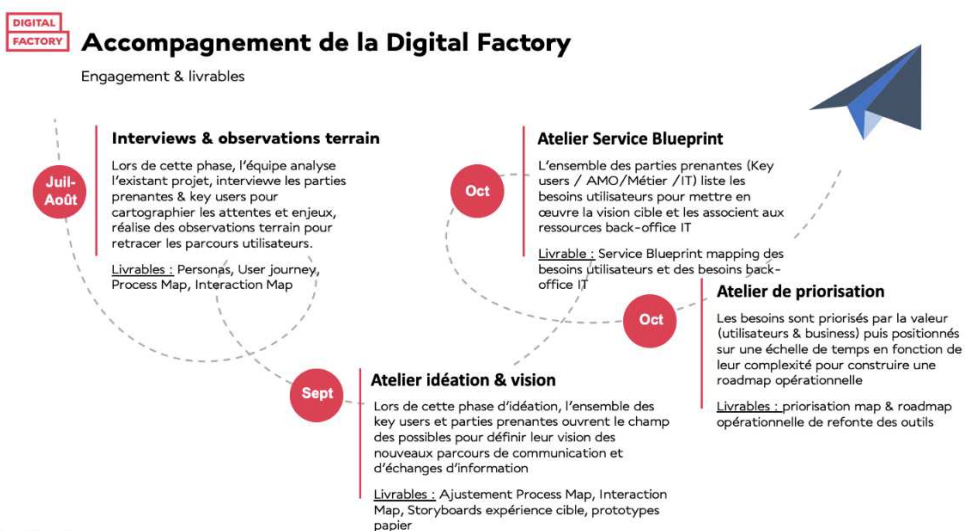 DIGITAL
FACTORY
Accompagnement de la Digital Factory
Engagement & livrables
Juil-
Août
Interviews & observations terrain
Lors de cette phase, l'équipe analyse
l'existant projet, interviewe les parties
prenantes & key users pour
cartographier les attentes et enjeux,
réalise des observations terrain pour
retracer les parcours utilisateurs.
Livrables : Personas, User journey,
Process Map, Interaction Map
Sept
Atelier idéation & vision
Lors de cette phase d'idéation, l'ensemble des
key users et parties prenantes ouvrent le champ
des possibles pour définir leur vision des
nouveaux parcours de communication et
d'échanges d'information
Livrables : Ajustement Process Map, Interaction
Map, Storyboards expérience cible, prototypes
papier
Oct
Atelier Service Blueprint
L'ensemble des parties prenantes (Key
users / AMO/Métier /IT) liste les
besoins utilisateurs pour mettre en
œuvre la vision cible et les associent aux
ressources back-office IT
Livrable : Service Blueprint mapping des
besoins utilisateurs et des besoins back-
office IT
Oct
Atelier de priorisation
Les besoins sont priorisés par la valeur
(utilisateurs & business) puis positionnés
sur une échelle de temps en fonction de
leur complexité pour construire une
roadmap opérationnelle
Livrables : priorisation map & roadmap
opérationnelle de refonte des outils